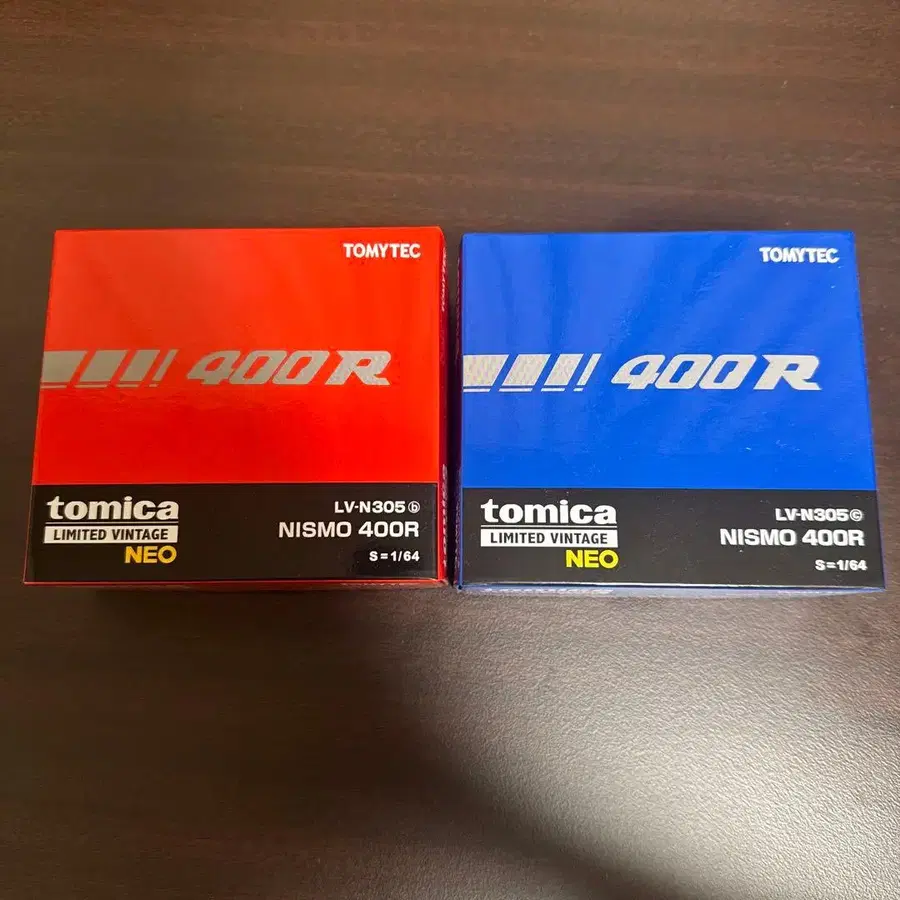 TOMYTEC
400R
tomica
LIMITED VINTAGE
NEO
LV-N305ⓑ
NISMO 400R
S=1/64
TOMYTEC
400R
tomica
LIMITED VINTAGE
NEO
LV-N305ⓒ
NISMO 400R
S=1/64